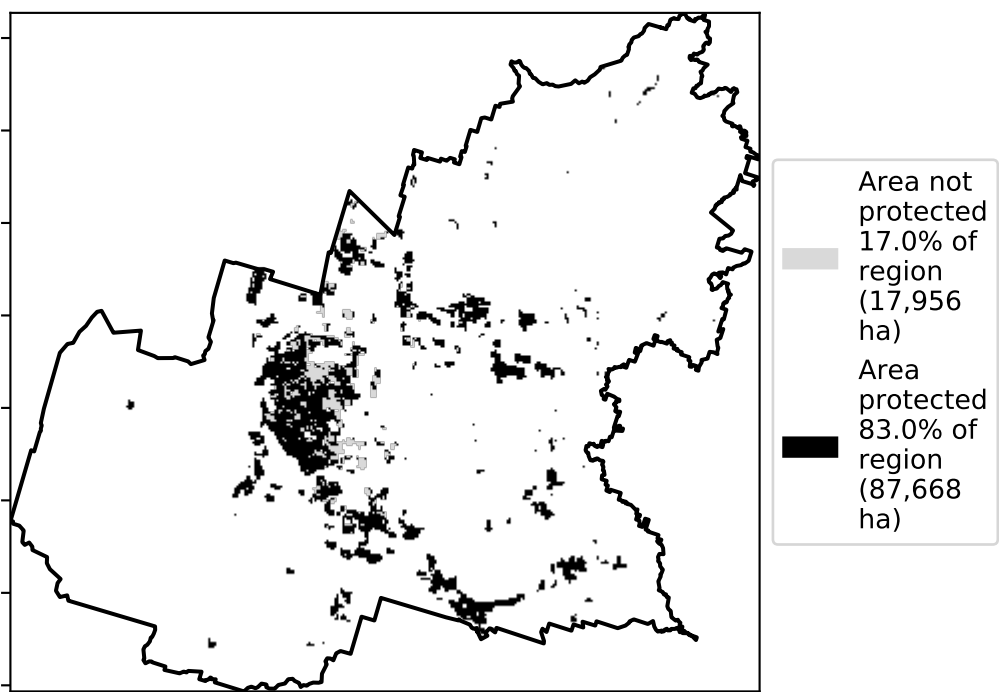 Area not
protected
17.0% of
region
(17,956
ha)
Area
protected
83.0% of
region
(87,668
ha)